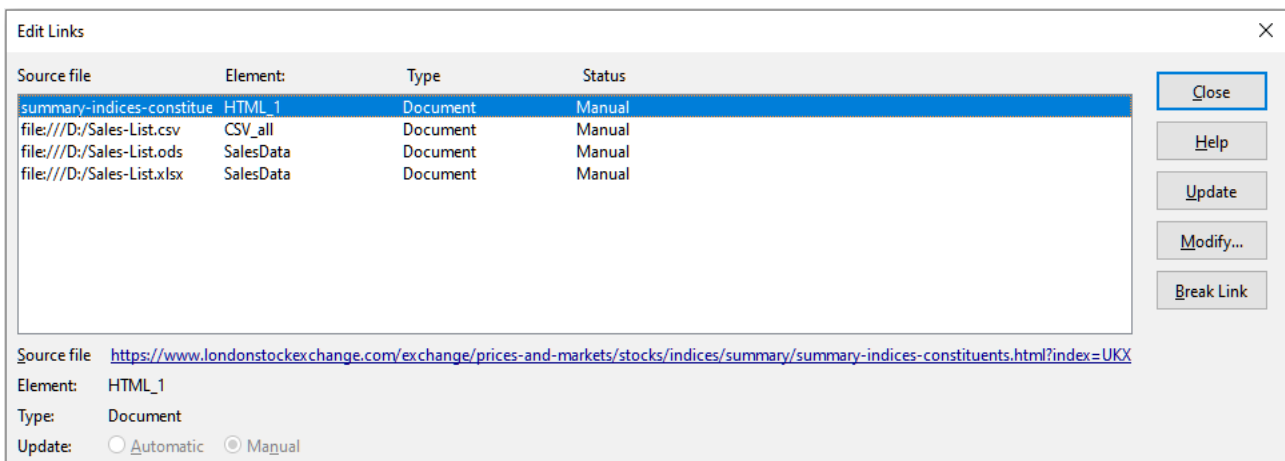 Edit Links
Source file Element: Type Status
summary-indices-constitue HTML_1 Document Manual
file:///D:/Sales-List.csv CSV_all Document Manual
file:///D:/Sales-List.ods SalesData Document Manual
file:///D:/Sales-List.xlsx SalesData Document Manual
Close
Help
Update
Modify...
Break Link
Source file https://www.londonstockexchange.com/exchange/prices-and-markets/stocks/indices/summary/summary-indices-constituents.html?index=UKX
Element: HTML_1
Type: Document
Update: Automatic Manual